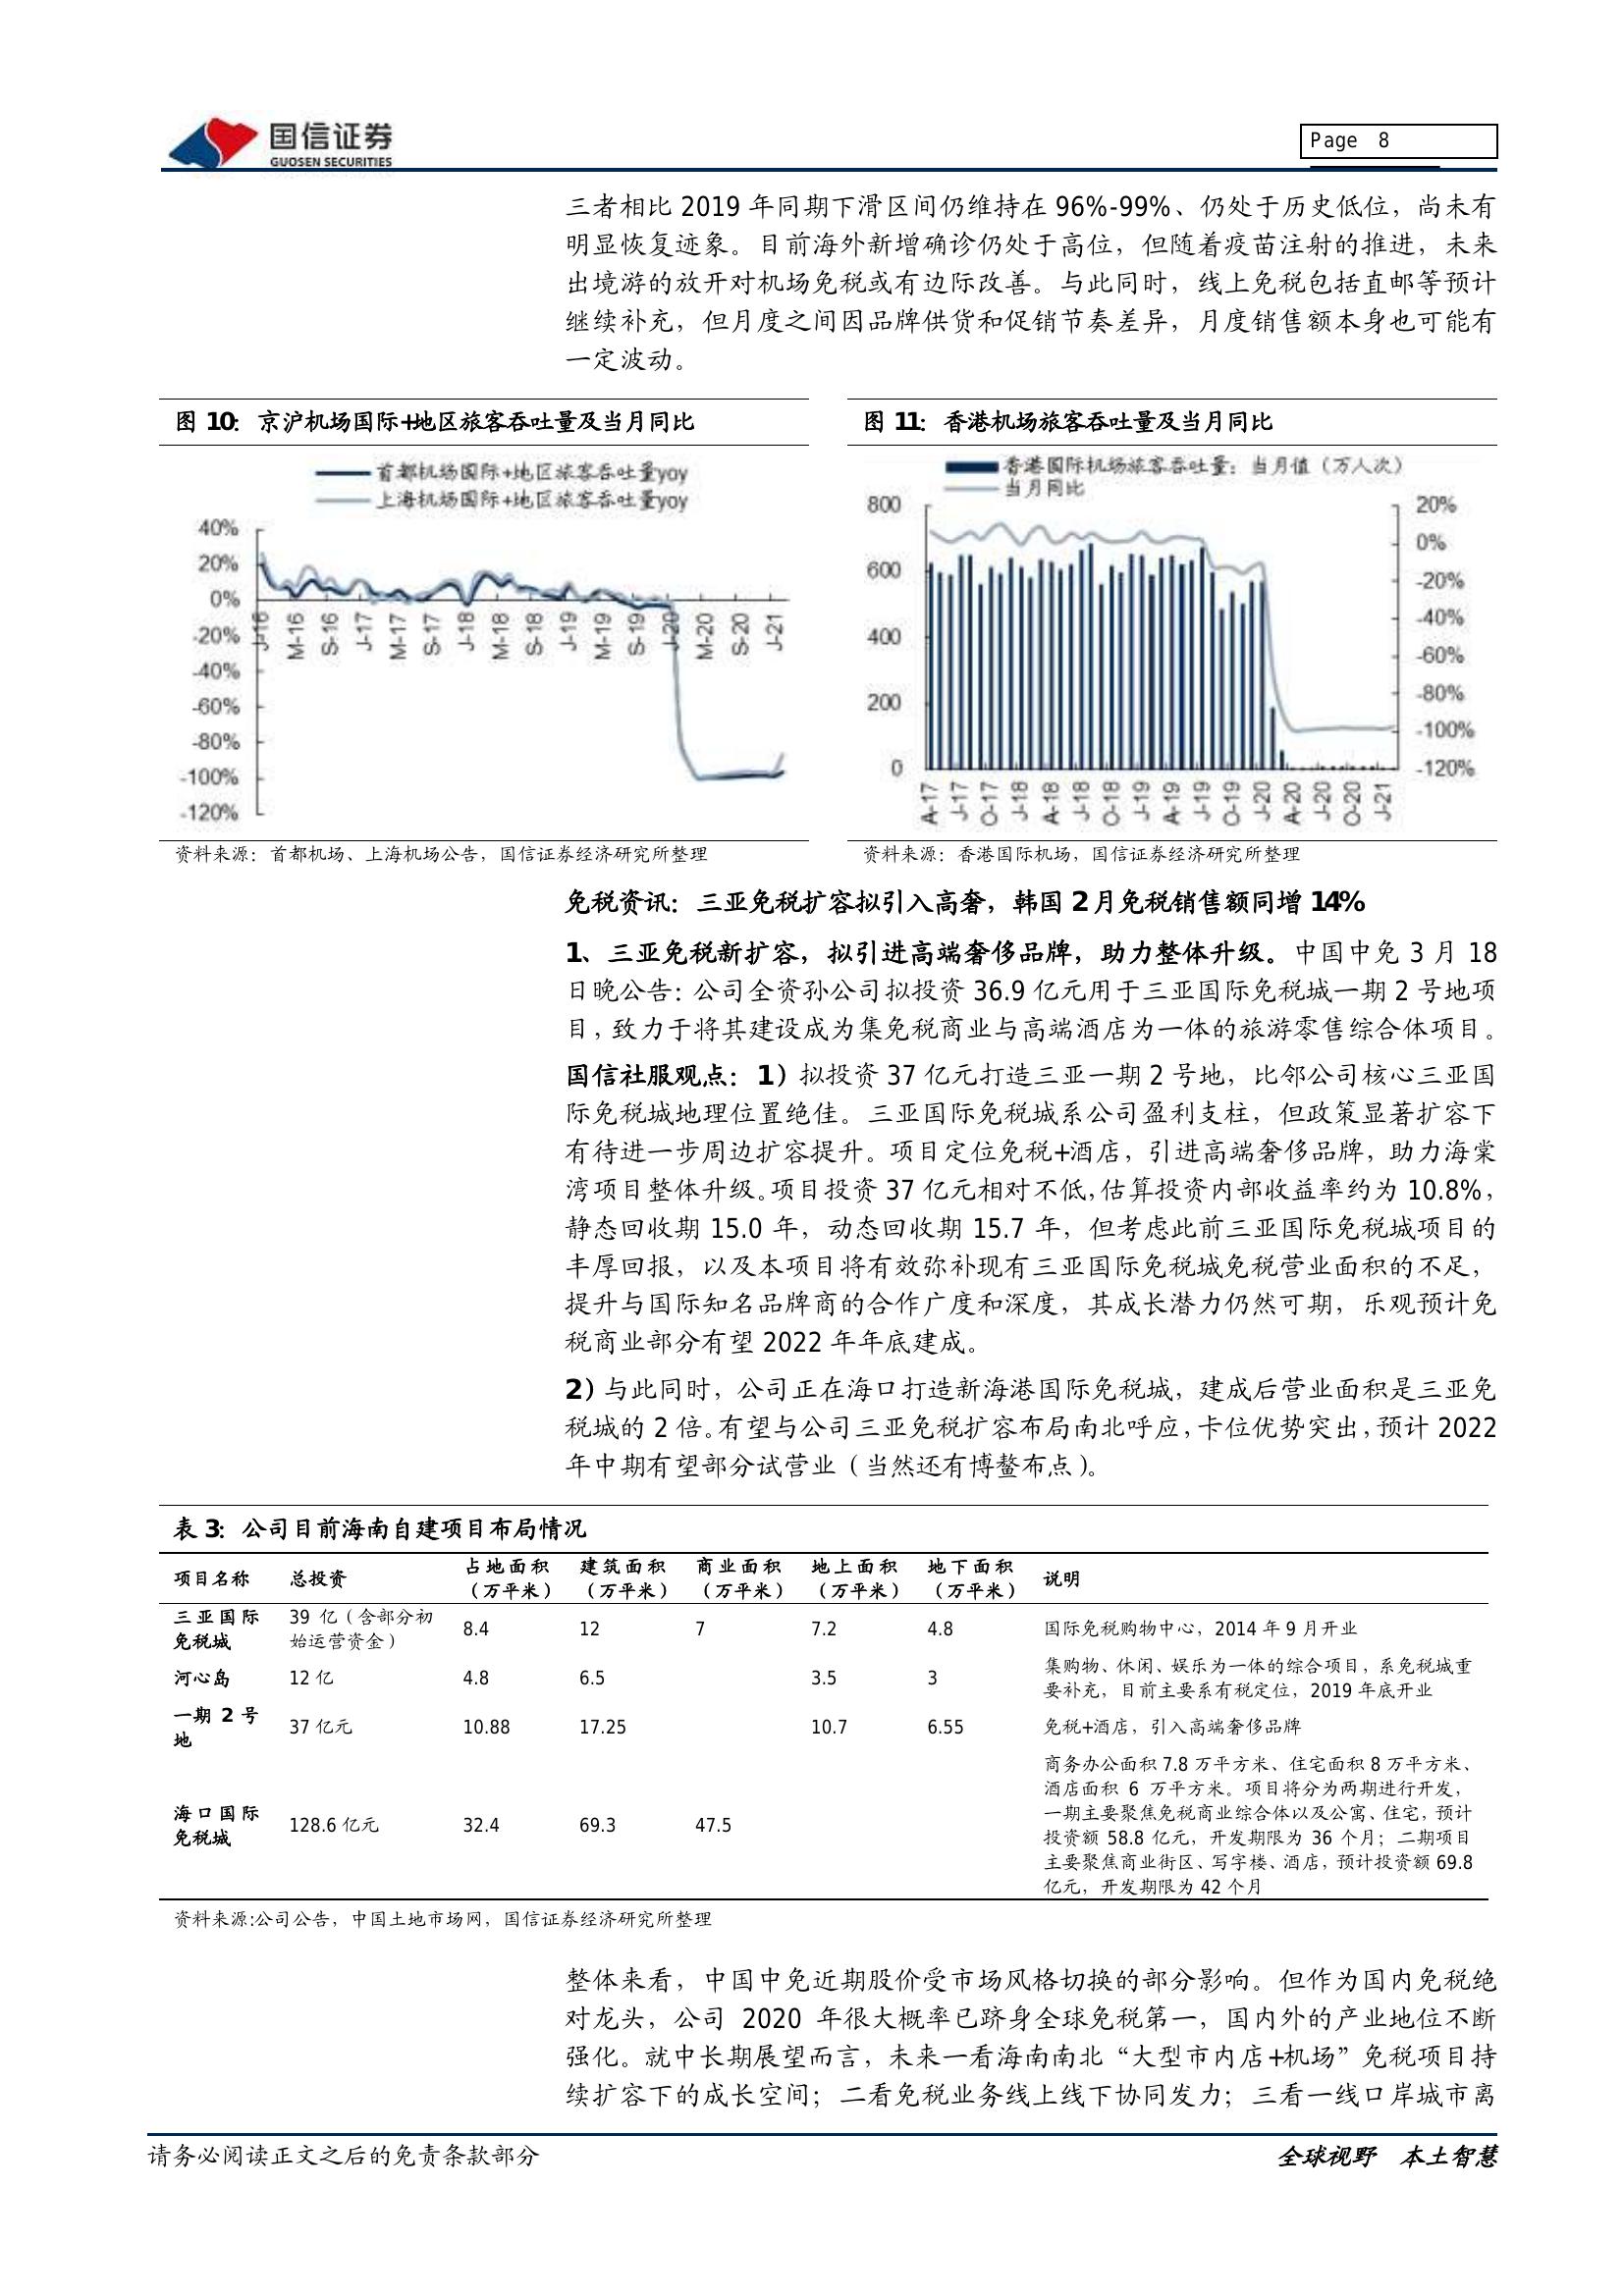 国信证券
GUOSEN SECURITIES
Page 8
三者相比 2019 年同期下滑区间仍维持在 96%-99%、仍处于历史低位，尚未有
明显恢复迹象。目前海外新增确诊仍处于高位，但随着疫苗注射的推进，未来
出境游的放开对机场免税或有边际改善。与此同时，线上免税包括直邮等预计
继续补充，但月度之间因品牌供货和促销节奏差异，月度销售额本身也可能有
一定波动。
图 10: 京沪机场国际+地区旅客吞吐量及当月同比
首都机场国际+地区旅客吞吐量yoy
上海机场国际+地区旅客吞吐量yoy
40%
20%
0%
-20%
-40%
-60%
-80%
-100%
-120%
J-16 M-16 S-16 J-17 M-17 S-17 J-18 M-18 S-18 J-19 M-19 S-19 J-20 M-20 S-20 J-21
资料来源：首都机场、上海机场公告，国信证券经济研究所整理
图 11: 香港机场旅客吞吐量及当月同比
香港国际机场旅客吞吐量：当月值（万人次）
当月同比
800
600
400
200
0
20%
0%
-20%
-40%
-60%
-80%
-100%
-120%
A-17 J-17 O-17 J-18 A-18 J-18 O-18 J-19 A-19 J-19 O-19 J-20 A-20 J-20 O-20 J-21
资料来源：香港国际机场，国信证券经济研究所整理
免税资讯：三亚免税扩容拟引入高奢，韩国 2 月免税销售额同增 14%
1、三亚免税新扩容，拟引进高端奢侈品牌，助力整体升级。中国中免 3 月 18
日晚公告：公司全资孙公司拟投资 36.9 亿元用于三亚国际免税城一期 2 号地项
目，致力于将其建设成为集免税商业与高端酒店为一体的旅游零售综合体项目。
国信社服观点：1）拟投资 37 亿元打造三亚一期 2 号地，比邻公司核心三亚国
际免税城地理位置绝佳。三亚国际免税城系公司盈利支柱，但政策显著扩容下
有待进一步周边扩容提升。项目定位免税+酒店，引进高端奢侈品牌，助力海棠
湾项目整体升级。项目投资 37 亿元相对不低，估算投资内部收益率约为 10.8%，
静态回收期 15.0 年，动态回收期 15.7 年，但考虑此前三亚国际免税城项目的
丰厚回报，以及本项目将有效弥补现有三亚国际免税城免税营业面积的不足，
提升与国际知名品牌商的合作广度和深度，其成长潜力仍然可期，乐观预计免
税商业部分有望 2022 年年底建成。
2）与此同时，公司正在海口打造新海港国际免税城，建成后营业面积是三亚免
税城的 2 倍。有望与公司三亚免税扩容布局南北呼应，卡位优势突出，预计 2022
年中期有望部分试营业（当然还有博鳌布点）。
表 3: 公司目前海南自建项目布局情况
项目名称 总投资 占地面积（万平米） 建筑面积（万平米） 商业面积（万平米） 地上面积（万平米） 地下面积（万平米） 说明
三亚国际免税城 39 亿（含部分初始运营资金） 8.4 12 7 7.2 4.8 国际免税购物中心，2014 年 9 月开业
河心岛 12 亿 4.8 6.5 3.5 3 集购物、休闲、娱乐为一体的综合项目，系免税城重
要补充，目前主要系有税定位，2019 年底开业
一期 2 号地 37 亿元 10.88 17.25 10.7 6.55 免税+酒店，引入高端奢侈品牌
海口国际免税城 128.6 亿元 32.4 69.3 47.5 商务办公面积 7.8 万平方米、住宅面积 8 万平方米、
酒店面积 6 万平方米。项目将分为两期进行开发，
一期主要聚焦免税商业综合体以及公寓、住宅，预计
投资额 58.8 亿元，开发期限为 36 个月；二期项目
主要聚焦商业街区、写字楼、酒店，预计投资额 69.8
亿元，开发期限为 42 个月
资料来源:公司公告，中国土地市场网，国信证券经济研究所整理
整体来看，中国中免近期股价受市场风格切换的部分影响。但作为国内免税绝
对龙头，公司 2020 年很大概率已跻身全球免税第一，国内外的产业地位不断
强化。就中长期展望而言，未来一看海南南北“大型市内店+机场”免税项目持
续扩容下的成长空间；二看免税业务线上线下协同发力；三看一线口岸城市离
请务必阅读正文之后的免责条款部分
全球视野 本土智慧